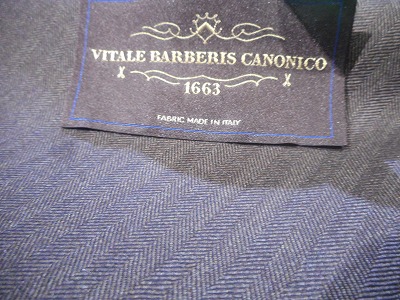 VITALE BARBERIS CANONICO
1663
FABRIC MADE IN ITALY